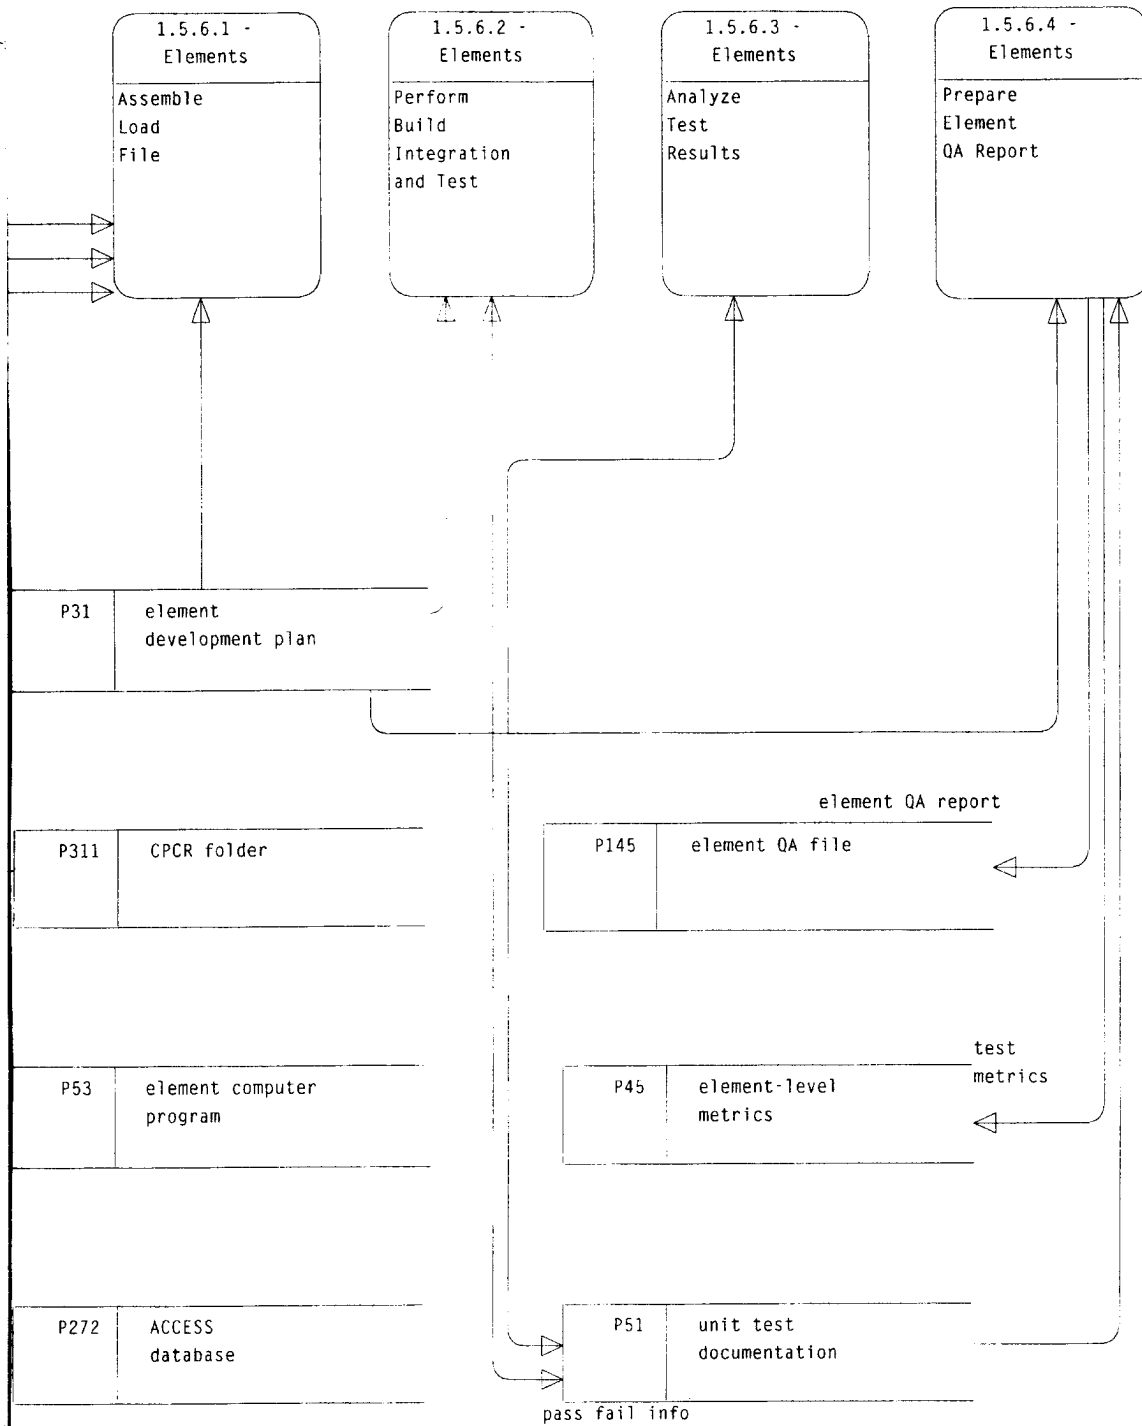 1.5.6.1 -
Elements
Assemble
Load
File
1.5.6.2 -
Elements
Perform
Build
Integration
and Test
1.5.6.3 -
Elements
Analyze
Test
Results
1.5.6.4 -
Elements
Prepare
Element
QA Report
P31
element
development plan
element QA report
P311
CPCR folder
P145
element QA file
test
metrics
P53
element computer
program
P45
element-level
metrics
P272
ACCESS
database
P51
unit test
documentation
pass fail info